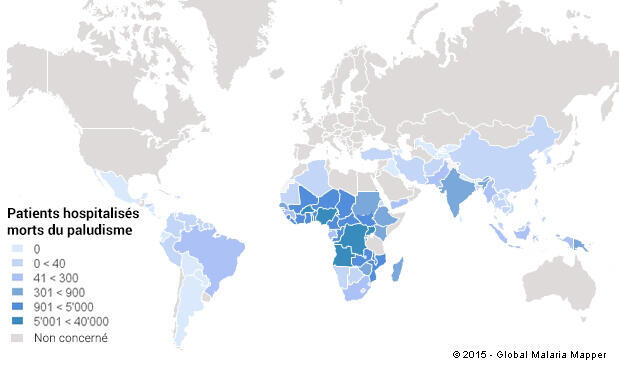 Patients hospitalisés
morts du paludisme
0
0 < 40
41 < 300
301 < 900
901 < 5'000
5'001 < 40'000
Non concerné
© 2015 - Global Malaria Mapper